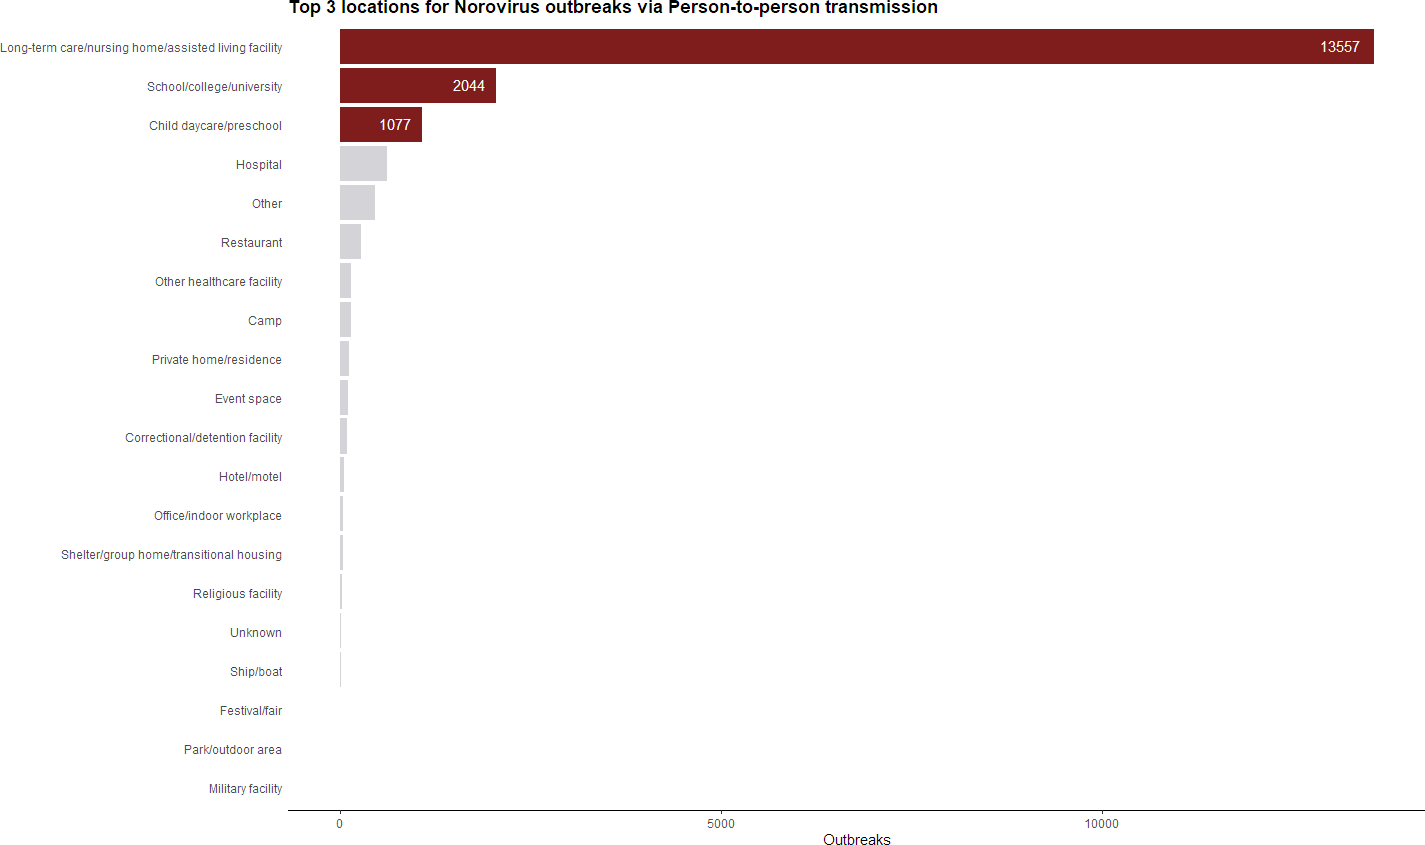 Top 3 locations for Norovirus outbreaks via Person-to-person transmission
Long-term care/nursing home/assisted living facility
13557
School/college/university
2044
Child daycare/preschool
1077
Hospital
Other
Restaurant
Other healthcare facility
Camp
Private home/residence
Event space
Correctional/detention facility
Hotel/motel
Office/indoor workplace
Shelter/group home/transitional housing
Religious facility
Unknown
Ship/boat
Festival/fair
Park/outdoor area
Military facility
0
5000
10000
Outbreaks